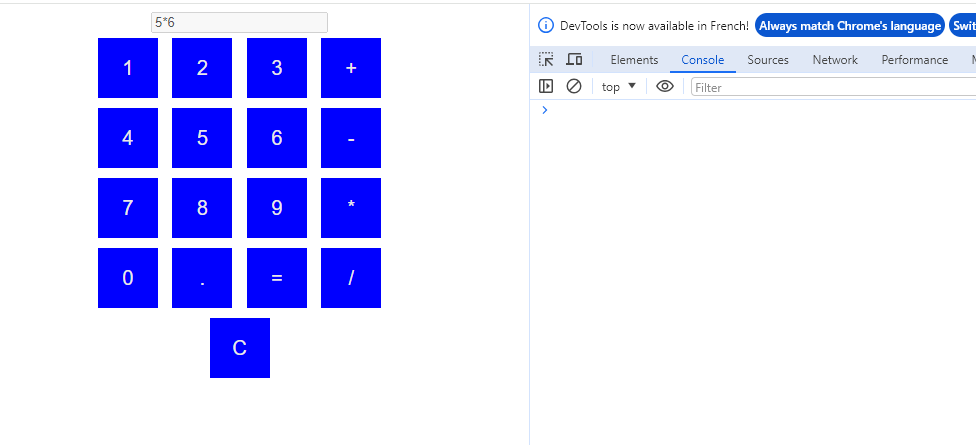 5*6
1 2 3 +
4 5 6 -
7 8 9 *
0 . = /
C
DevTools is now available in French! Always match Chrome's language
Elements Console Sources Network Performance
top Filter